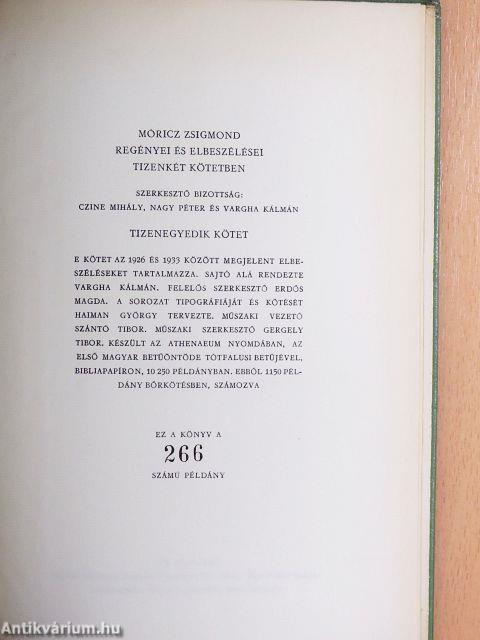 MÓRICZ ZSIGMOND
REGÉNYEI ÉS ELBESZÉLÉSEI
TIZENKÉT KÖTETBEN
SZERKESZTŐ BIZOTTSÁG:
CZINE MIHÁLY, NAGY PÉTER ÉS VARGHA KÁLMÁN
TIZENEGYEDIK KÖTET
E KÖTET AZ 1926 ÉS 1933 KÖZÖTT MEGJELENT ELBE-
SZÉLÉSEKET TARTALMAZZA. SAJTÓ ALÁ RENDEZTE
VARGHA KÁLMÁN. FELELŐS SZERKESZTŐ ERDŐS
MAGDA. A SOROZAT TIPOGRÁFIÁJÁT ÉS KÖTÉSÉT
HAIMAN GYÖRGY TERVEZTE. MŰSZAKI VEZETŐ
SZÁNTÓ TIBOR. MŰSZAKI SZERKESZTŐ GERGELY
TIBOR. KÉSZÜLT AZ ATHENAEUM NYOMDÁBAN, AZ
ELSŐ MAGYAR BETŰÖNTÖDE TÓTFALUSI BETŰJÉVEL,
BIBLIAPAPÍRON, 10 250 PÉLDÁNYBAN. EBBŐL 1150 PÉL-
DÁNY BŐRKÖTÉSBEN, SZÁMOZVA
EZ A KÖNYV A
266
SZÁMÚ PÉLDÁNY
Antikvárium.hu